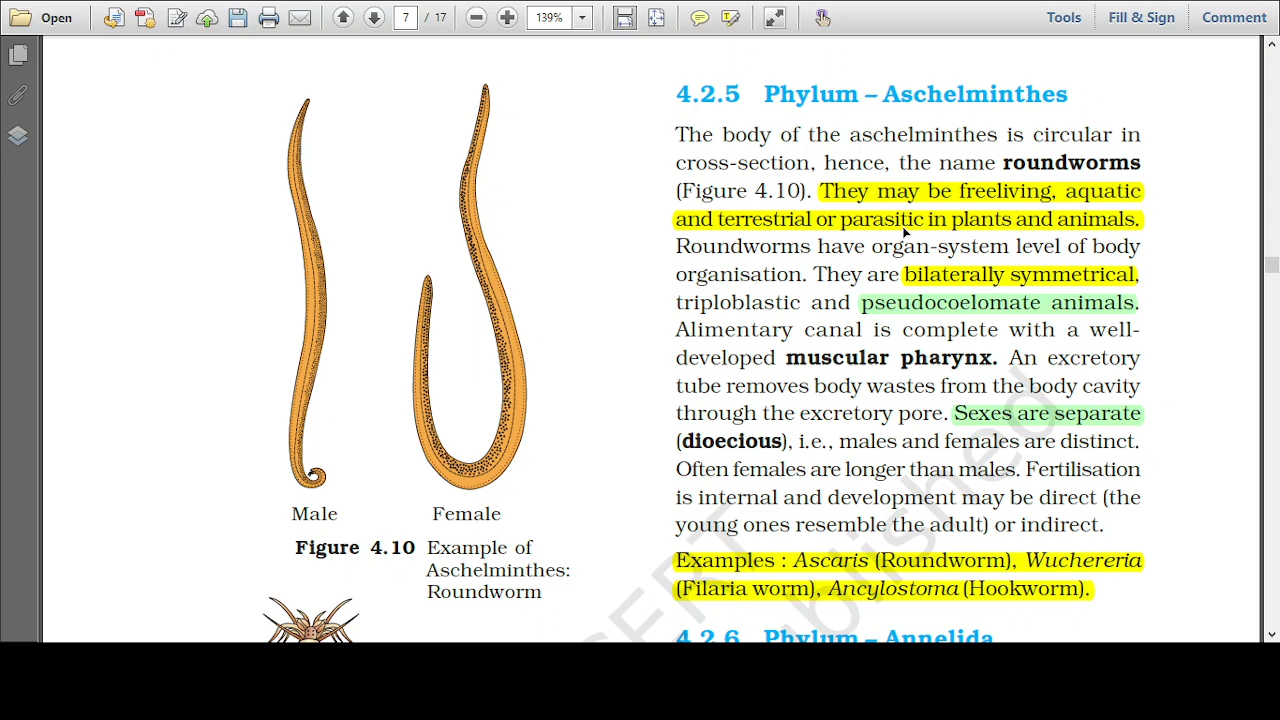 Open
7
/ 17
139%
Tools
Fill & Sign
Comment
Male
Female
Figure 4.10 Example of
Aschelminthes:
Roundworm
4.2.5 Phylum – Aschelminthes
The body of the aschelminthes is circular in
cross-section, hence, the name roundworms
(Figure 4.10). They may be freeliving, aquatic
and terrestrial or parasitic in plants and animals.
Roundworms have organ-system level of body
organisation. They are bilaterally symmetrical,
triploblastic and pseudocoelomate animals.
Alimentary canal is complete with a well-
developed muscular pharynx. An excretory
tube removes body wastes from the body cavity
through the excretory pore. Sexes are separate
(dioecious), i.e., males and females are distinct.
Often females are longer than males. Fertilisation
is internal and development may be direct (the
young ones resemble the adult) or indirect.
Examples : Ascaris (Roundworm), Wuchereria
(Filaria worm), Ancylostoma (Hookworm).
4.2.6 Phylum – Annelida